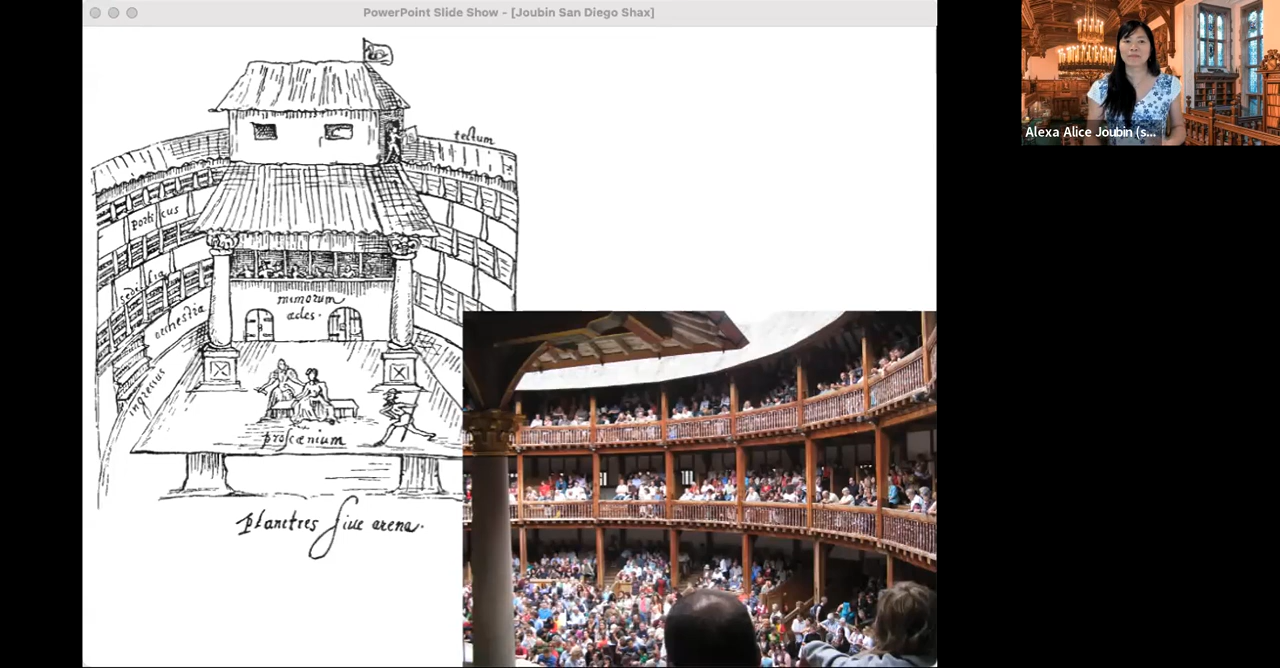 PowerPoint Slide Show - [Joubin San Diego Shax]
tectum
porticus
sedilia
orchestra
mimorum
ædes.
ingressus
proscænium
planities sive arena.
Alexa Alice Joubin (s...